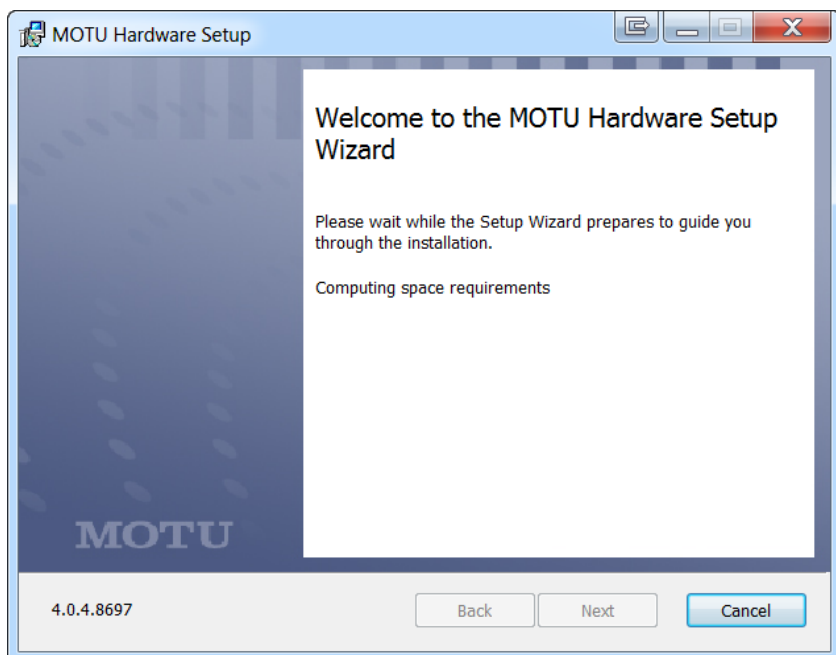 MOTU Hardware Setup
Welcome to the MOTU Hardware Setup
Wizard
Please wait while the Setup Wizard prepares to guide you
through the installation.
Computing space requirements
MOTU
4.0.4.8697
Back
Next
Cancel